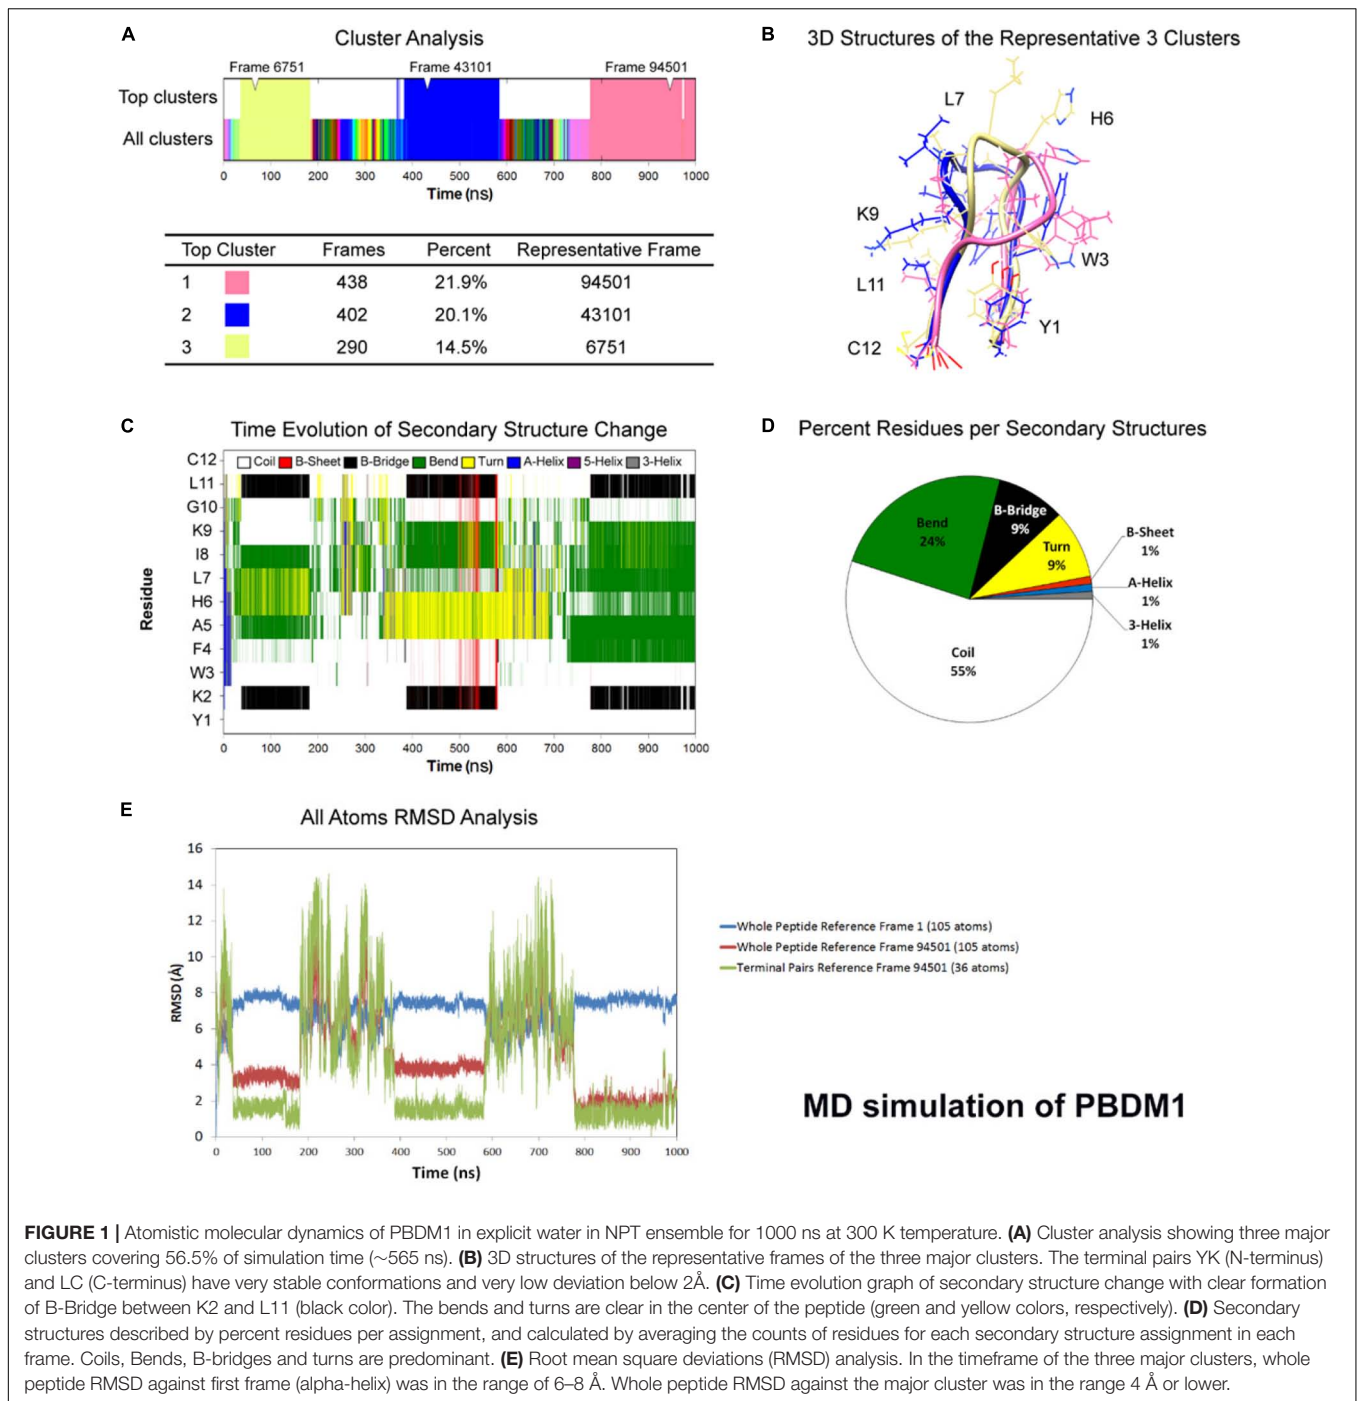 A
Cluster Analysis
Frame 6751 Frame 43101 Frame 94501
Top clusters
All clusters
0 100 200 300 400 500 600 700 800 900 1000
Time (ns)
Top Cluster Frames Percent Representative Frame
1 438 21.9% 94501
2 402 20.1% 43101
3 290 14.5% 6751
B
3D Structures of the Representative 3 Clusters
L7
H6
K9
W3
L11
Y1
C12
C
Time Evolution of Secondary Structure Change
Coil B-Sheet B-Bridge Bend Turn A-Helix 5-Helix 3-Helix
Residue
C12
L11
G10
K9
I8
L7
H6
A5
F4
W3
K2
Y1
0 100 200 300 400 500 600 700 800 900 1000
Time (ns)
D
Percent Residues per Secondary Structures
Bend
24%
B-Bridge
9%
Turn
9%
B-Sheet
1%
A-Helix
1%
3-Helix
1%
Coil
55%
E
All Atoms RMSD Analysis
RMSD (Å)
16
14
12
10
8
6
4
2
0
0 100 200 300 400 500 600 700 800 900 1000
Time (ns)
Whole Peptide Reference Frame 1 (105 atoms)
Whole Peptide Reference Frame 94501 (105 atoms)
Terminal Pairs Reference Frame 94501 (36 atoms)
MD simulation of PBDM1
FIGURE 1 | Atomistic molecular dynamics of PBDM1 in explicit water in NPT ensemble for 1000 ns at 300 K temperature. (A) Cluster analysis showing three major
clusters covering 56.5% of simulation time (∼565 ns). (B) 3D structures of the representative frames of the three major clusters. The terminal pairs YK (N-terminus)
and LC (C-terminus) have very stable conformations and very low deviation below 2Å. (C) Time evolution graph of secondary structure change with clear formation
of B-Bridge between K2 and L11 (black color). The bends and turns are clear in the center of the peptide (green and yellow colors, respectively). (D) Secondary
structures described by percent residues per assignment, and calculated by averaging the counts of residues for each secondary structure assignment in each
frame. Coils, Bends, B-bridges and turns are predominant. (E) Root mean square deviations (RMSD) analysis. In the timeframe of the three major clusters, whole
peptide RMSD against first frame (alpha-helix) was in the range of 6–8 Å. Whole peptide RMSD against the major cluster was in the range 4 Å or lower.